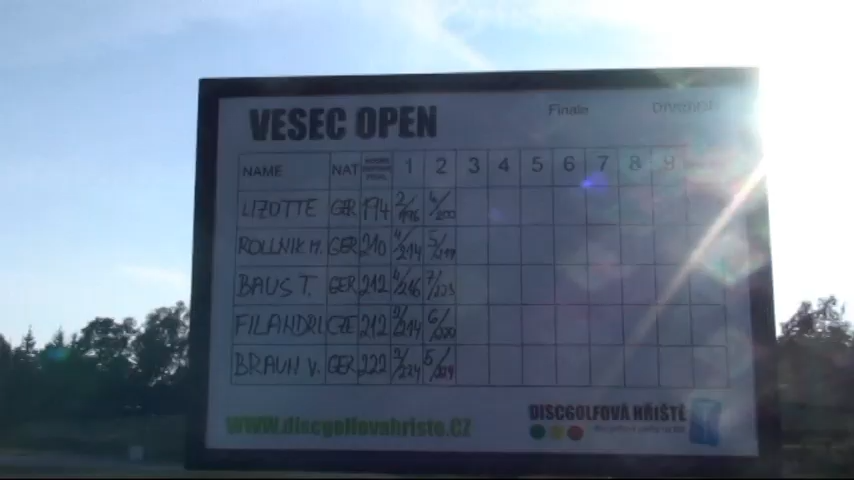 VESEC OPEN Finale
NAME NAT 1 2 3 4 5 6 7 8 9
LIZOTTE GER 194 2/196 4/200
ROLLNIK M. GER 210 4/214 5/219
BAUS T. GER 212 4/216 7/223
FILANDR CZE 212 2/214 6/220
BRAUN V. GER 222 2/224 5/229
www.discgolfovahriste.cz
DISCGOLFOVÁ HŘIŠTĚ